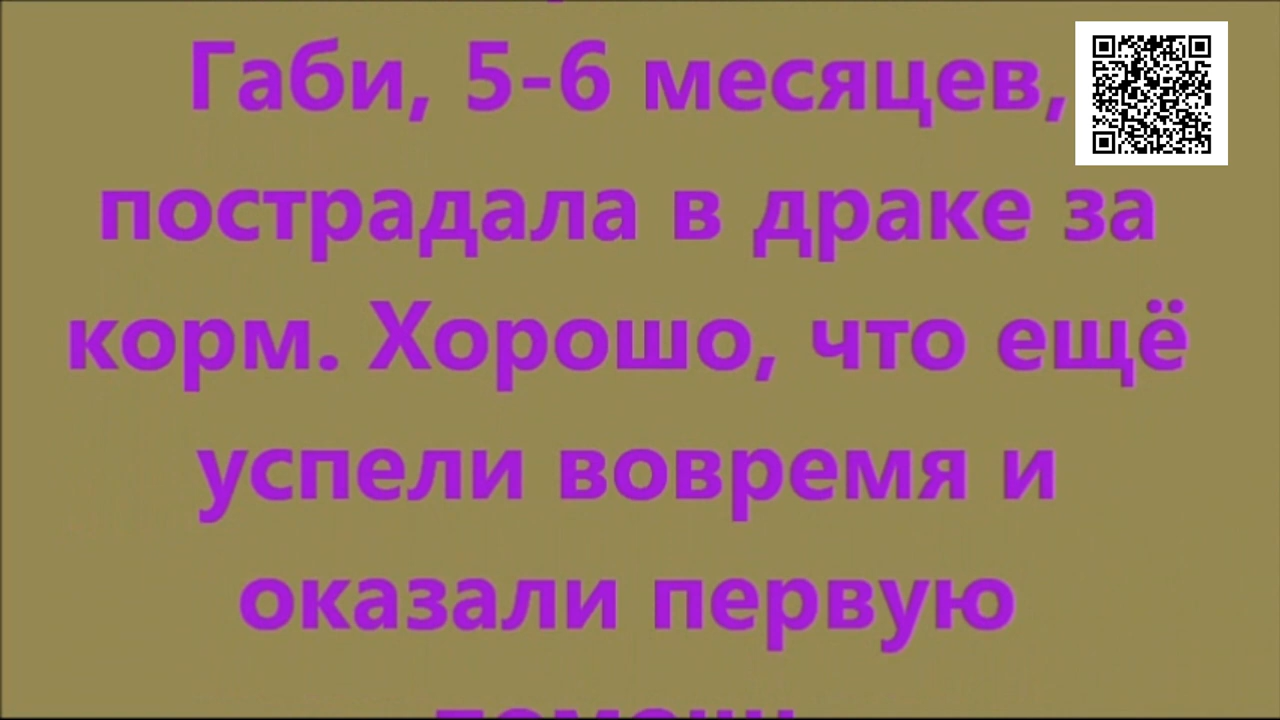 Габи, 5-6 месяцев,
пострадала в драке за
корм. Хорошо, что ещё
успели вовремя и
оказали первую